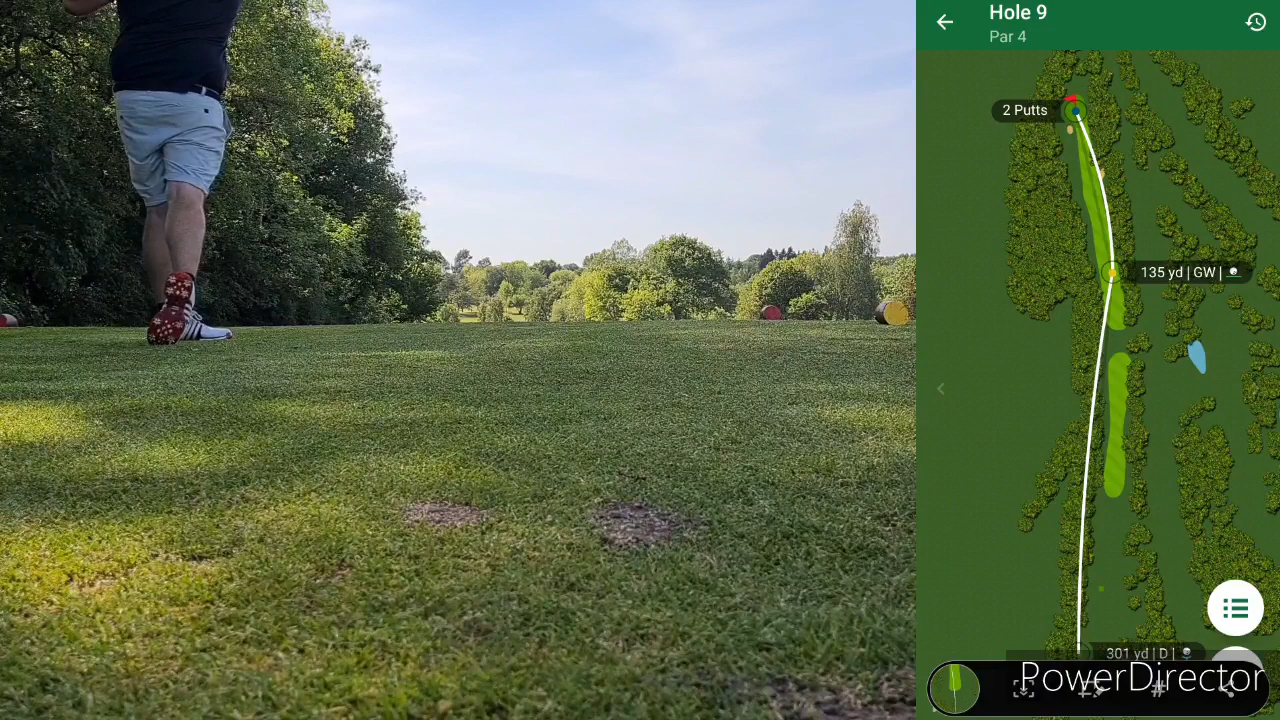 Hole 9
Par 4
2 Putts
135 yd | GW |
301 yd | D |
PowerDirector